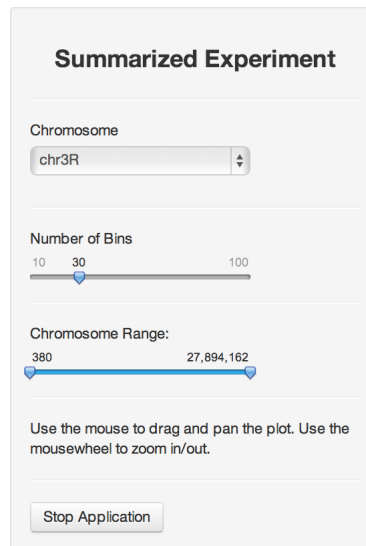 Summarized Experiment
Chromosome
chr3R
Number of Bins
10 30 100
Chromosome Range:
380 27,894,162
Use the mouse to drag and pan the plot. Use the
mousewheel to zoom in/out.
Stop Application